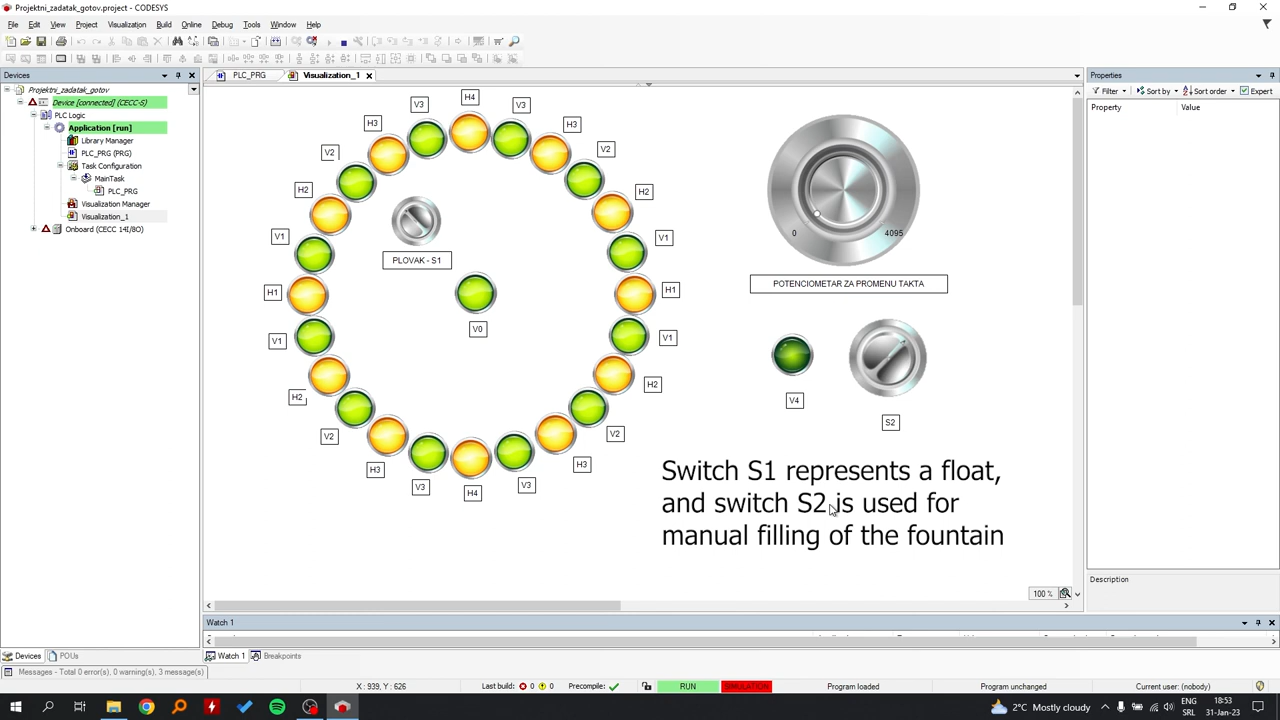 Projektni_zadatak_gotov.project - CODESYS
File Edit View Project Visualization Build Online Debug Tools Window Help
Devices
Projektni_zadatak_gotov
Device [connected] (CECC-S)
PLC Logic
Application [run]
Library Manager
PLC_PRG (PRG)
Task Configuration
MainTask
PLC_PRG
Visualization Manager
Visualization_1
Onboard (CECC 14I/8O)
PLC_PRG Visualization_1
H4
V3 V3
H3 H3
V2 V2
H2 H2
V1 V1
PLOVAK - S1
H1 H1
V0
V1 V1
H2 H2
V2 V2
H3 H3
V3 V3
H4
0 4095
POTENCIOMETAR ZA PROMENU TAKTA
V4 S2
Switch S1 represents a float,
and switch S2 is used for
manual filling of the fountain
100 %
Properties
Filter Sort by Sort order Expert
Property Value
Description
Watch 1
Watch 1 Breakpoints
Devices POUs
Messages - Total 0 error(s), 0 warning(s), 3 message(s)
X : 939, Y : 626 Last build: 0 0 Precompile: RUN SIMULATION Program loaded Program unchanged Current user: (nobody)
2°C Mostly cloudy
ENG
SRL
18:53
31-Jan-23